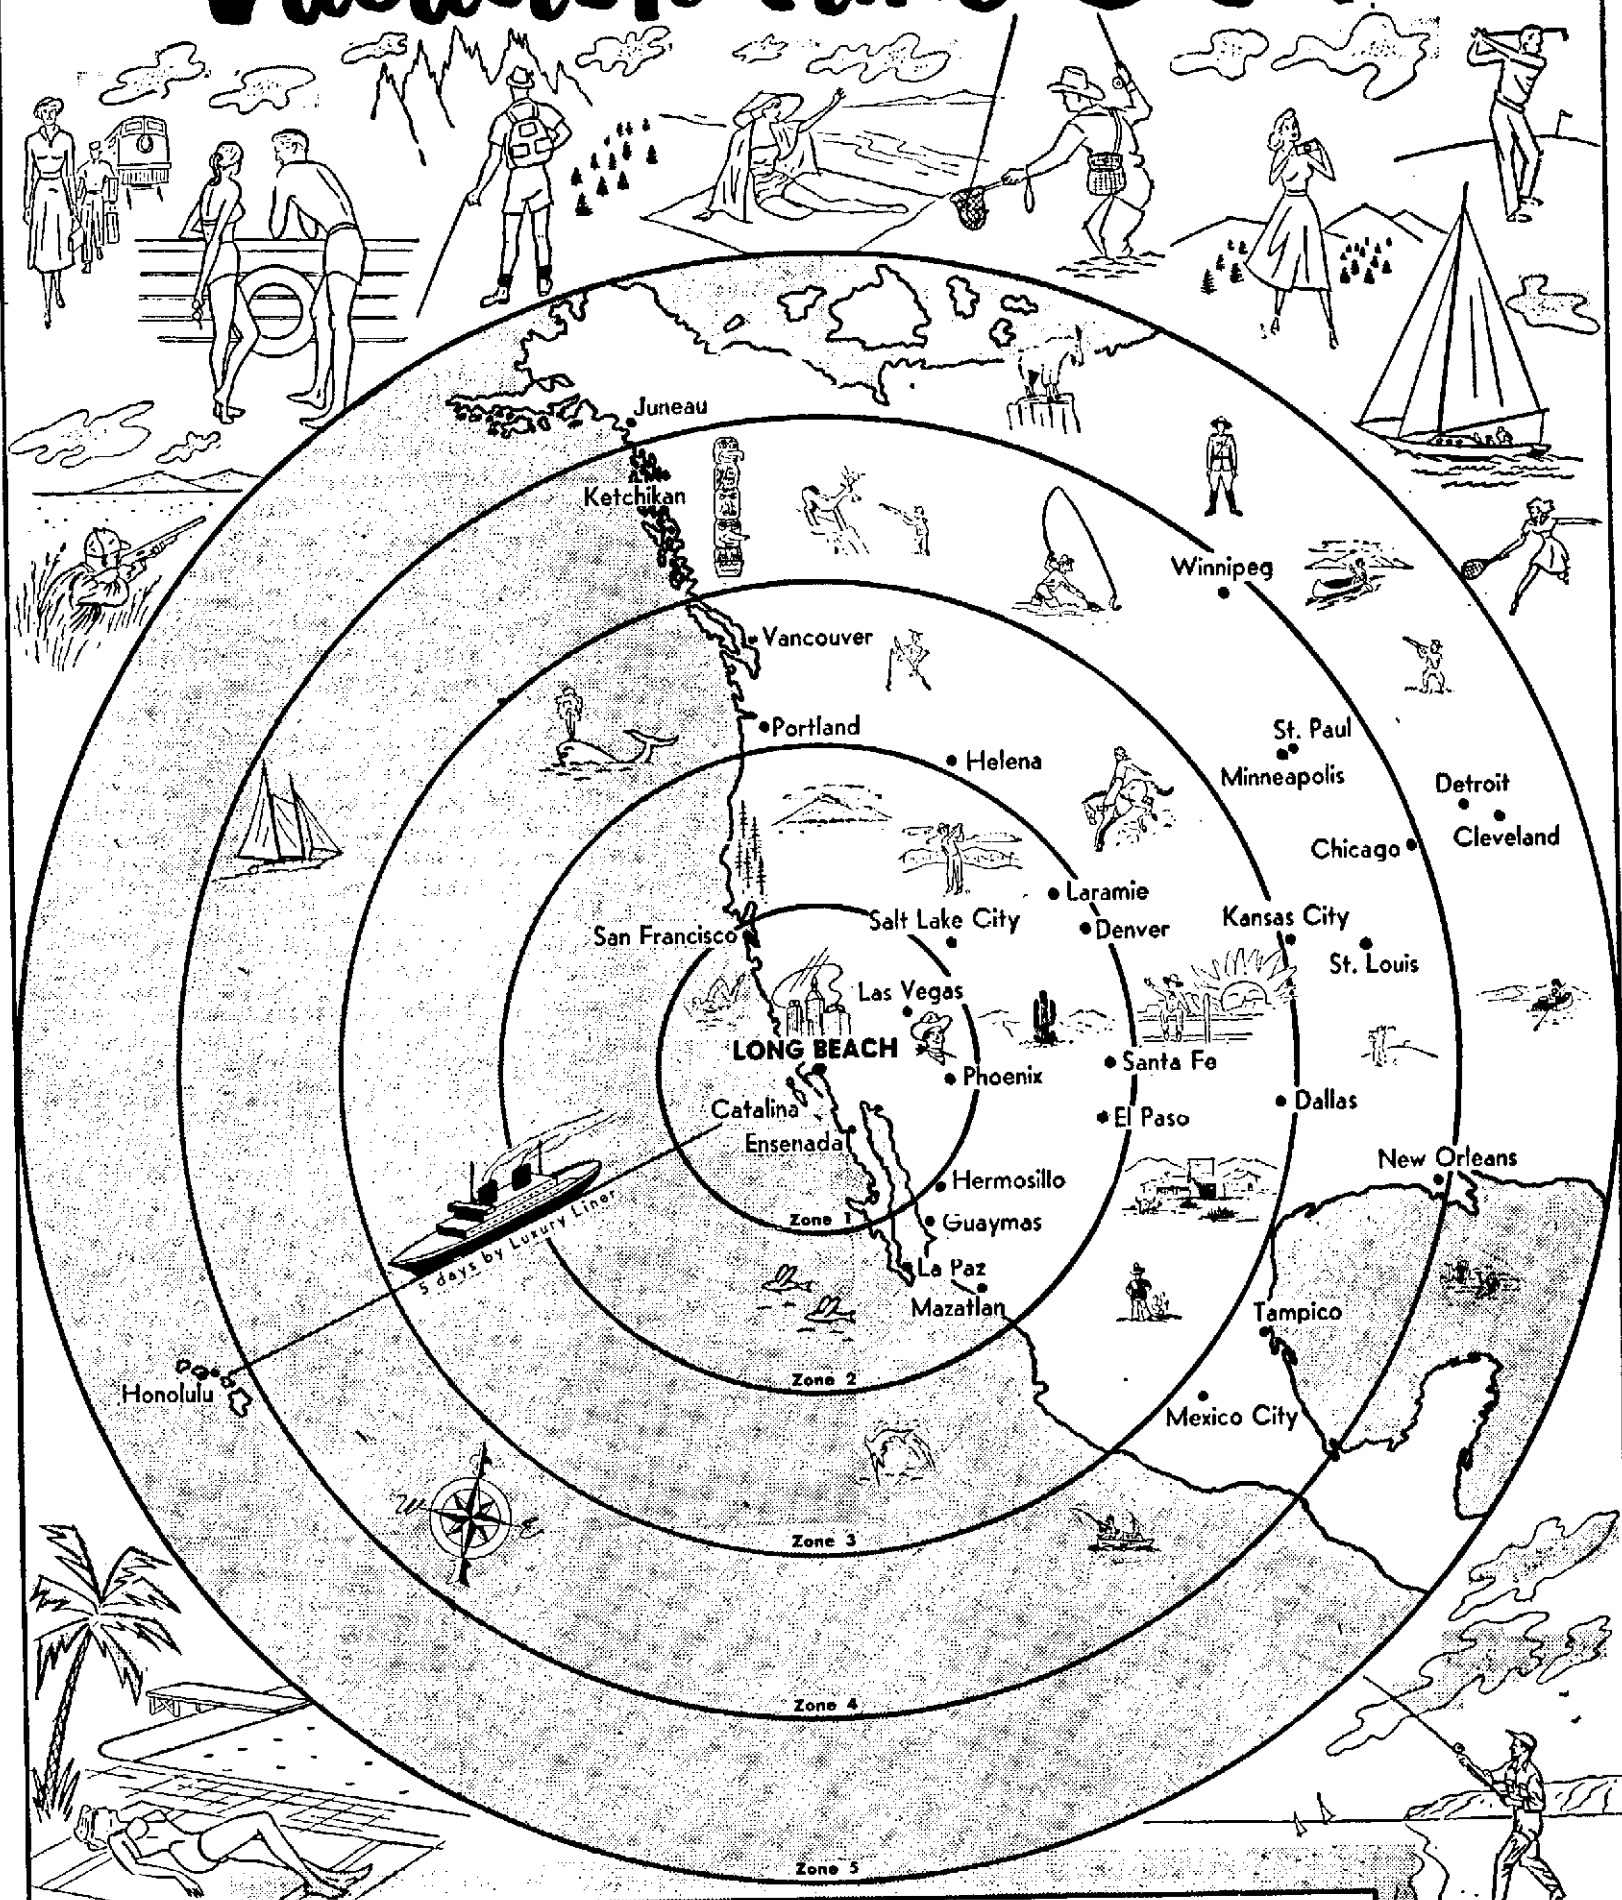 Juneau
Ketchikan
Winnipeg
Vancouver
Portland
St. Paul
Helena
Minneapolis
Detroit
Cleveland
Chicago
Laramie
Salt Lake City
Kansas City
San Francisco
Denver
St. Louis
Las Vegas
LONG BEACH
Santa Fe
Phoenix
Dallas
Catalina
El Paso
Ensenada
New Orleans
Hermosillo
Zone 1
Guaymas
5 days by Luxury Liner
La Paz
Mazatlan
Tampico
Zone 2
Honolulu
Mexico City
W
E
Zone 3
Zone 4
Zone 5